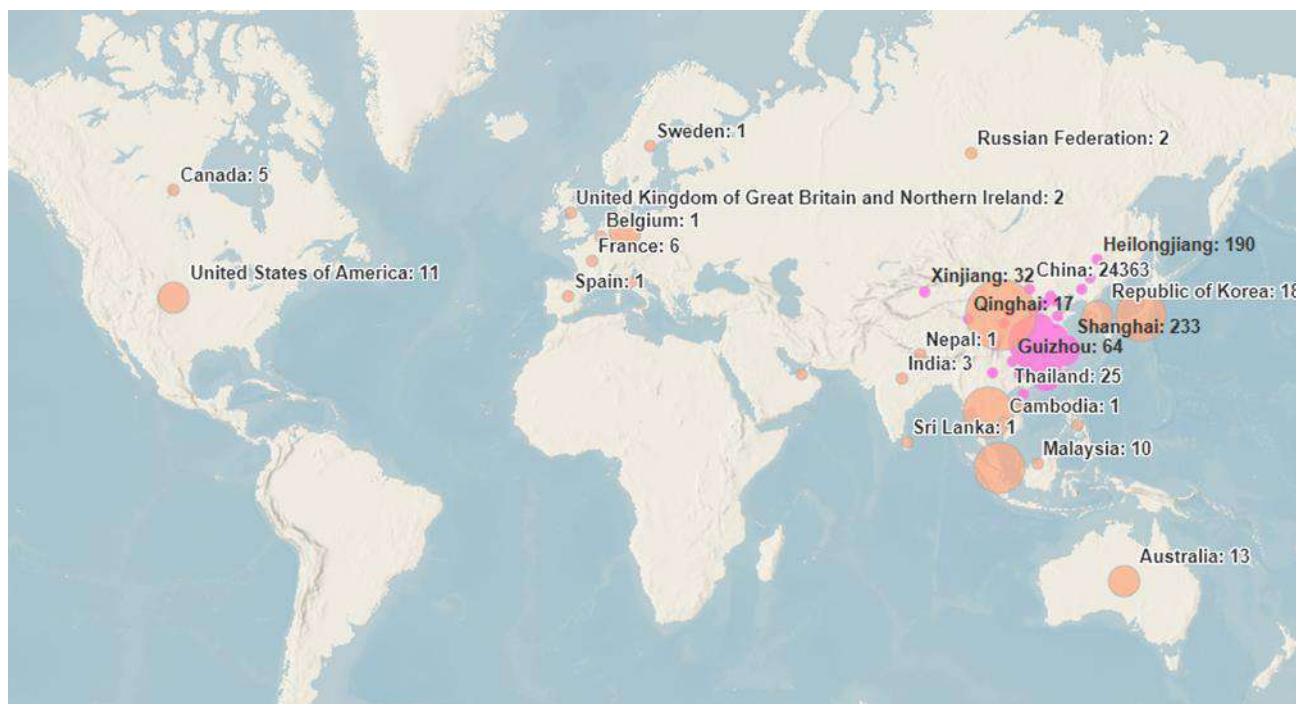 Sweden: 1
Russian Federation: 2
Canada: 5
United Kingdom of Great Britain and Northern Ireland: 2
Belgium: 1
France: 6
Heilongjiang: 190
United States of America: 11
Xinjiang: 32
China: 24363
Spain: 1
Republic of Korea: 18
Qinghai: 17
Shanghai: 233
Nepal: 1
Guizhou: 64
India: 3
Thailand: 25
Cambodia: 1
Sri Lanka: 1
Malaysia: 10
Australia: 13